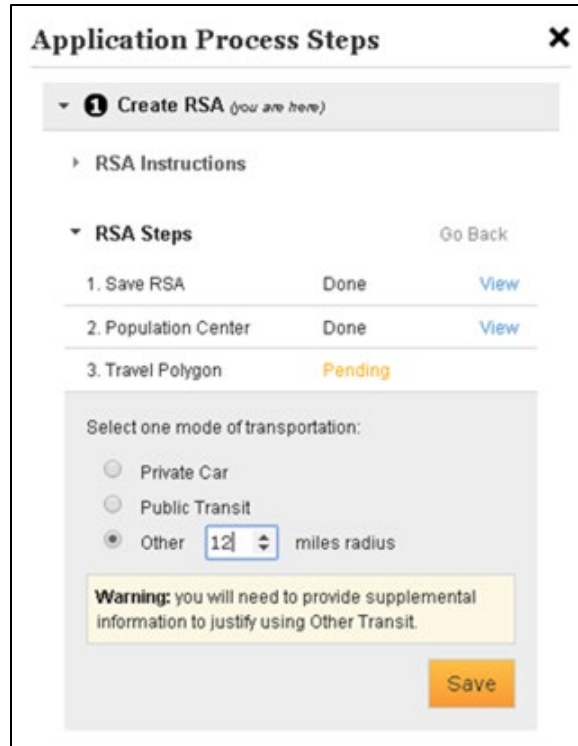 Application Process Steps
1 Create RSA (you are here)
RSA Instructions
RSA Steps Go Back
1. Save RSA Done View
2. Population Center Done View
3. Travel Polygon Pending
Select one mode of transportation:
Private Car
Public Transit
Other 12 miles radius
Warning: you will need to provide supplemental
information to justify using Other Transit.
Save